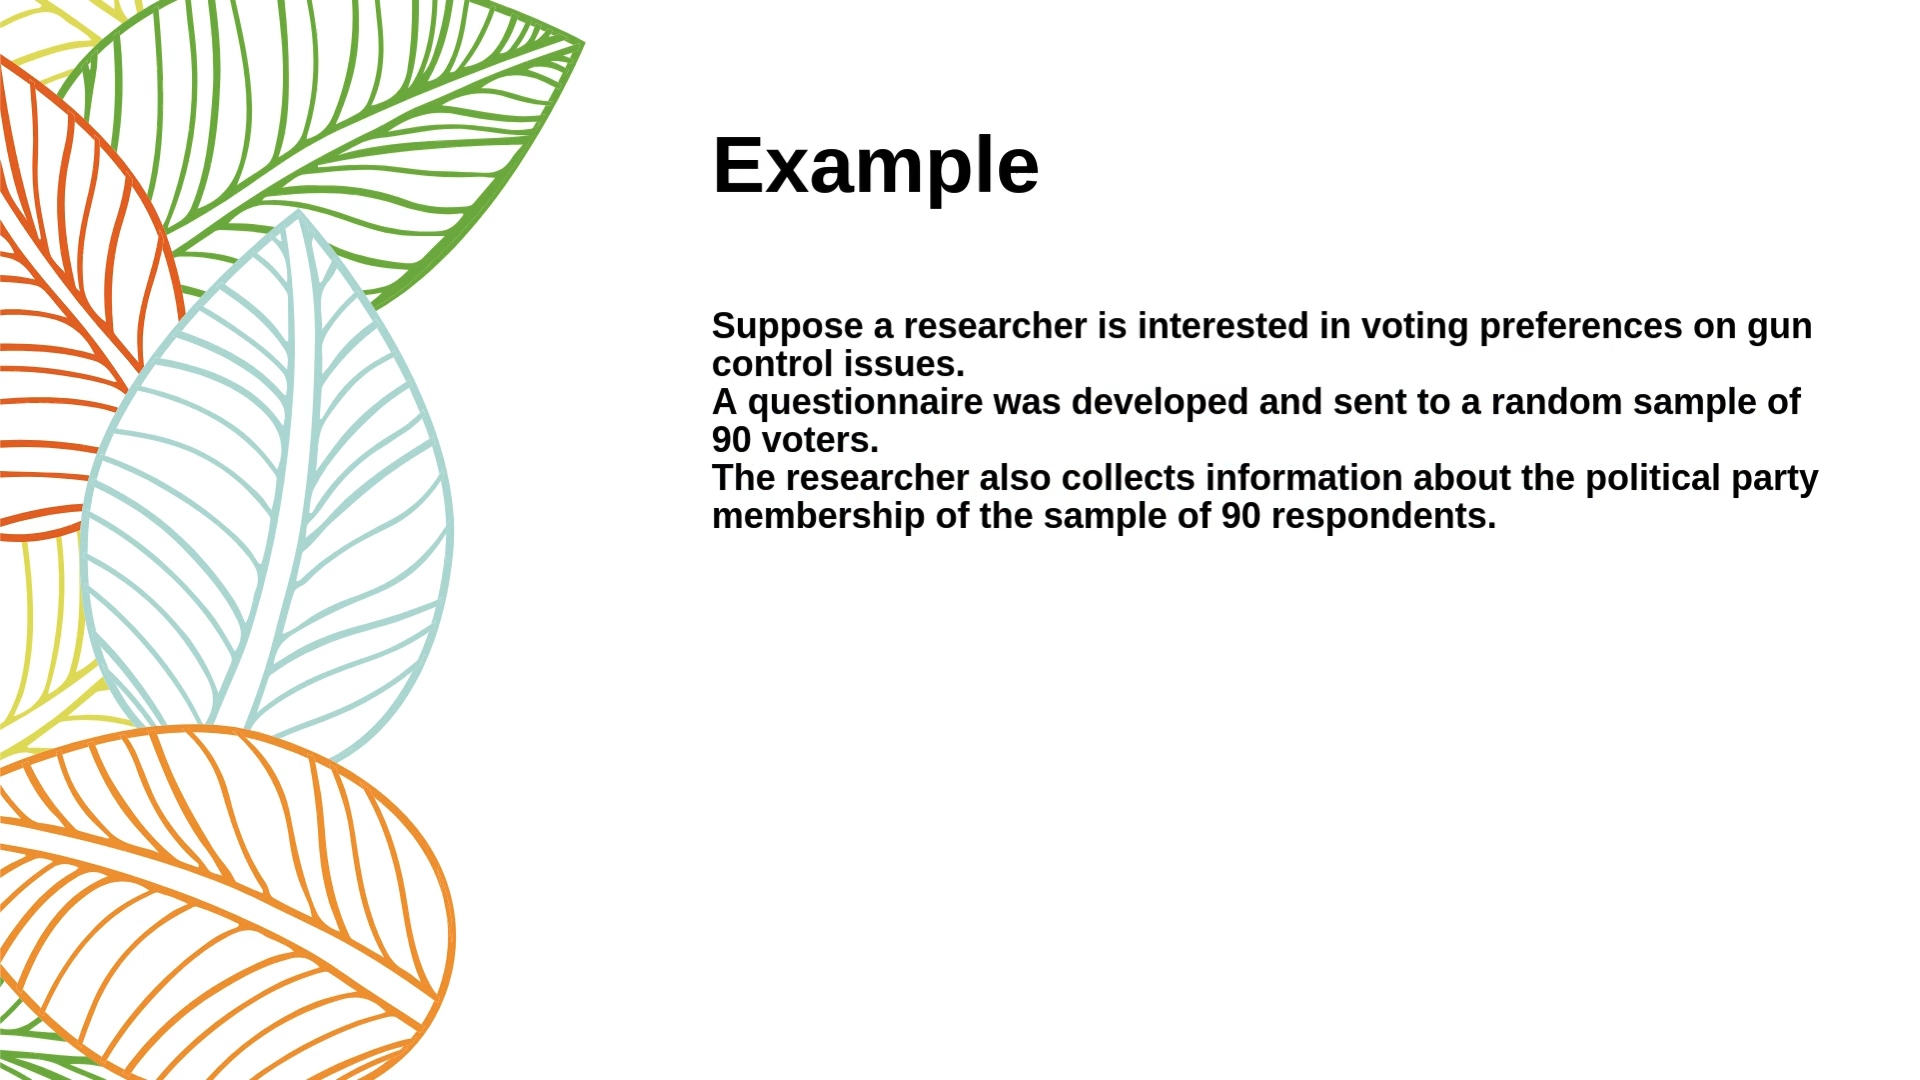 Example
Suppose a researcher is interested in voting preferences on gun
control issues.
A questionnaire was developed and sent to a random sample of
90 voters.
The researcher also collects information about the political party
membership of the sample of 90 respondents.